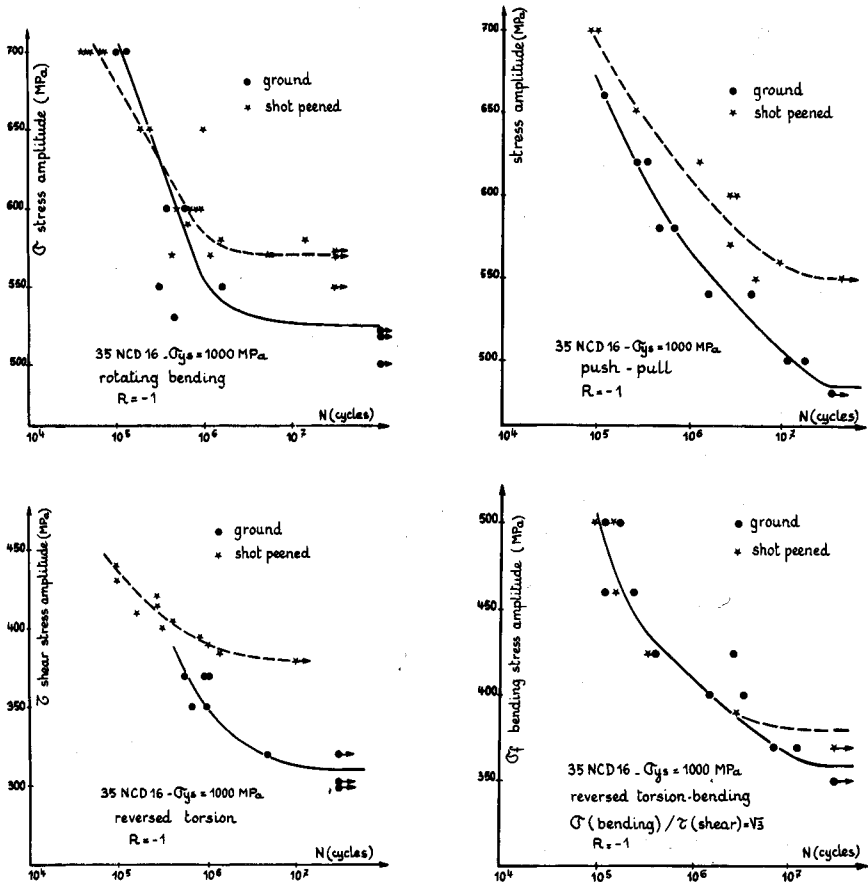 σ stress amplitude (MPa)
700
650
600
550
500
● ground
★ shot peened
35 NCD 16 - σys = 1000 MPa
rotating bending
R = -1
N (cycles)
10⁴ 10⁵ 10⁶ 10⁷
stress amplitude (MPa)
700
650
600
550
500
● ground
★ shot peened
35 NCD 16 - σys = 1000 MPa
push - pull
R = -1
N (cycles)
10⁴ 10⁵ 10⁶ 10⁷
τ shear stress amplitude (MPa)
450
400
350
300
● ground
★ shot peened
35 NCD 16 - σys = 1000 MPa
reversed torsion
R = -1
N (cycles)
10⁴ 10⁵ 10⁶ 10⁷
σf bending stress amplitude (MPa)
500
450
400
350
● ground
★ shot peened
35 NCD 16 - σys = 1000 MPa
reversed torsion-bending
σ (bending) / τ (shear) = √3
R = -1
N (cycles)
10⁴ 10⁵ 10⁶ 10⁷